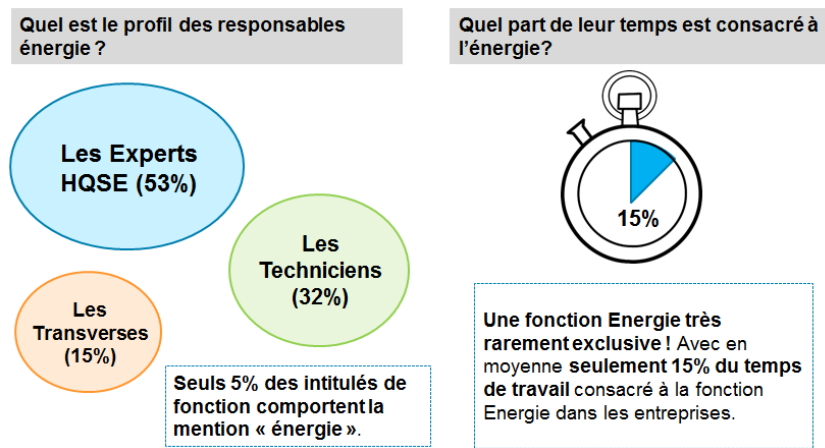 Quel est le profil des responsables
énergie ?
Les Experts
HQSE (53%)
Les
Techniciens
(32%)
Les
Transverses
(15%)
Seuls 5% des intitulés de
fonction comportent la
mention « énergie ».
Quel part de leur temps est consacré à
l'énergie?
15%
Une fonction Energie très
rarement exclusive ! Avec en
moyenne seulement 15% du temps
de travail consacré à la fonction
Energie dans les entreprises.